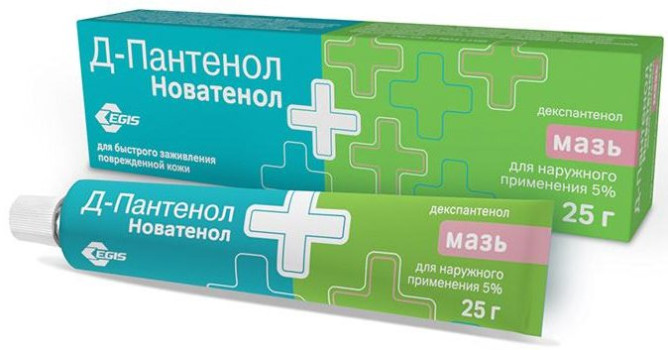 Д-Пантенол
Новатенол
EGIS
для быстрого заживления
поврежденной кожи
декспантенол
мазь
для наружного
применения 5%
25 г
Д-Пантенол
Д-Пантенол
Новатенол
EGIS
декспантенол
мазь
для наружного
применения 5%
25 г